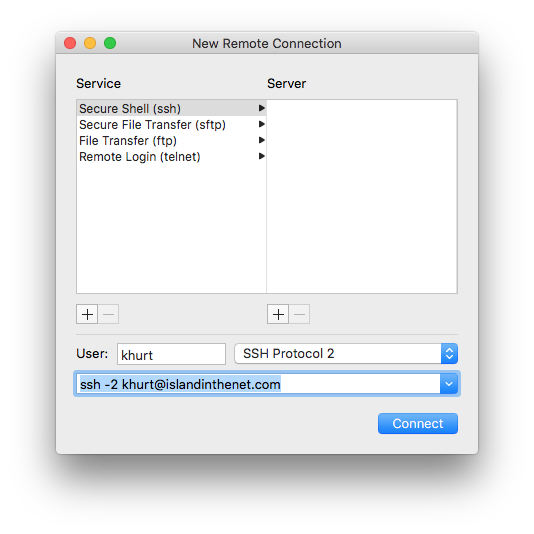 New Remote Connection
Service Server
Secure Shell (ssh)
Secure File Transfer (sftp)
File Transfer (ftp)
Remote Login (telnet)
User: khurt SSH Protocol 2
ssh -2 khurt@islandinthenet.com
Connect